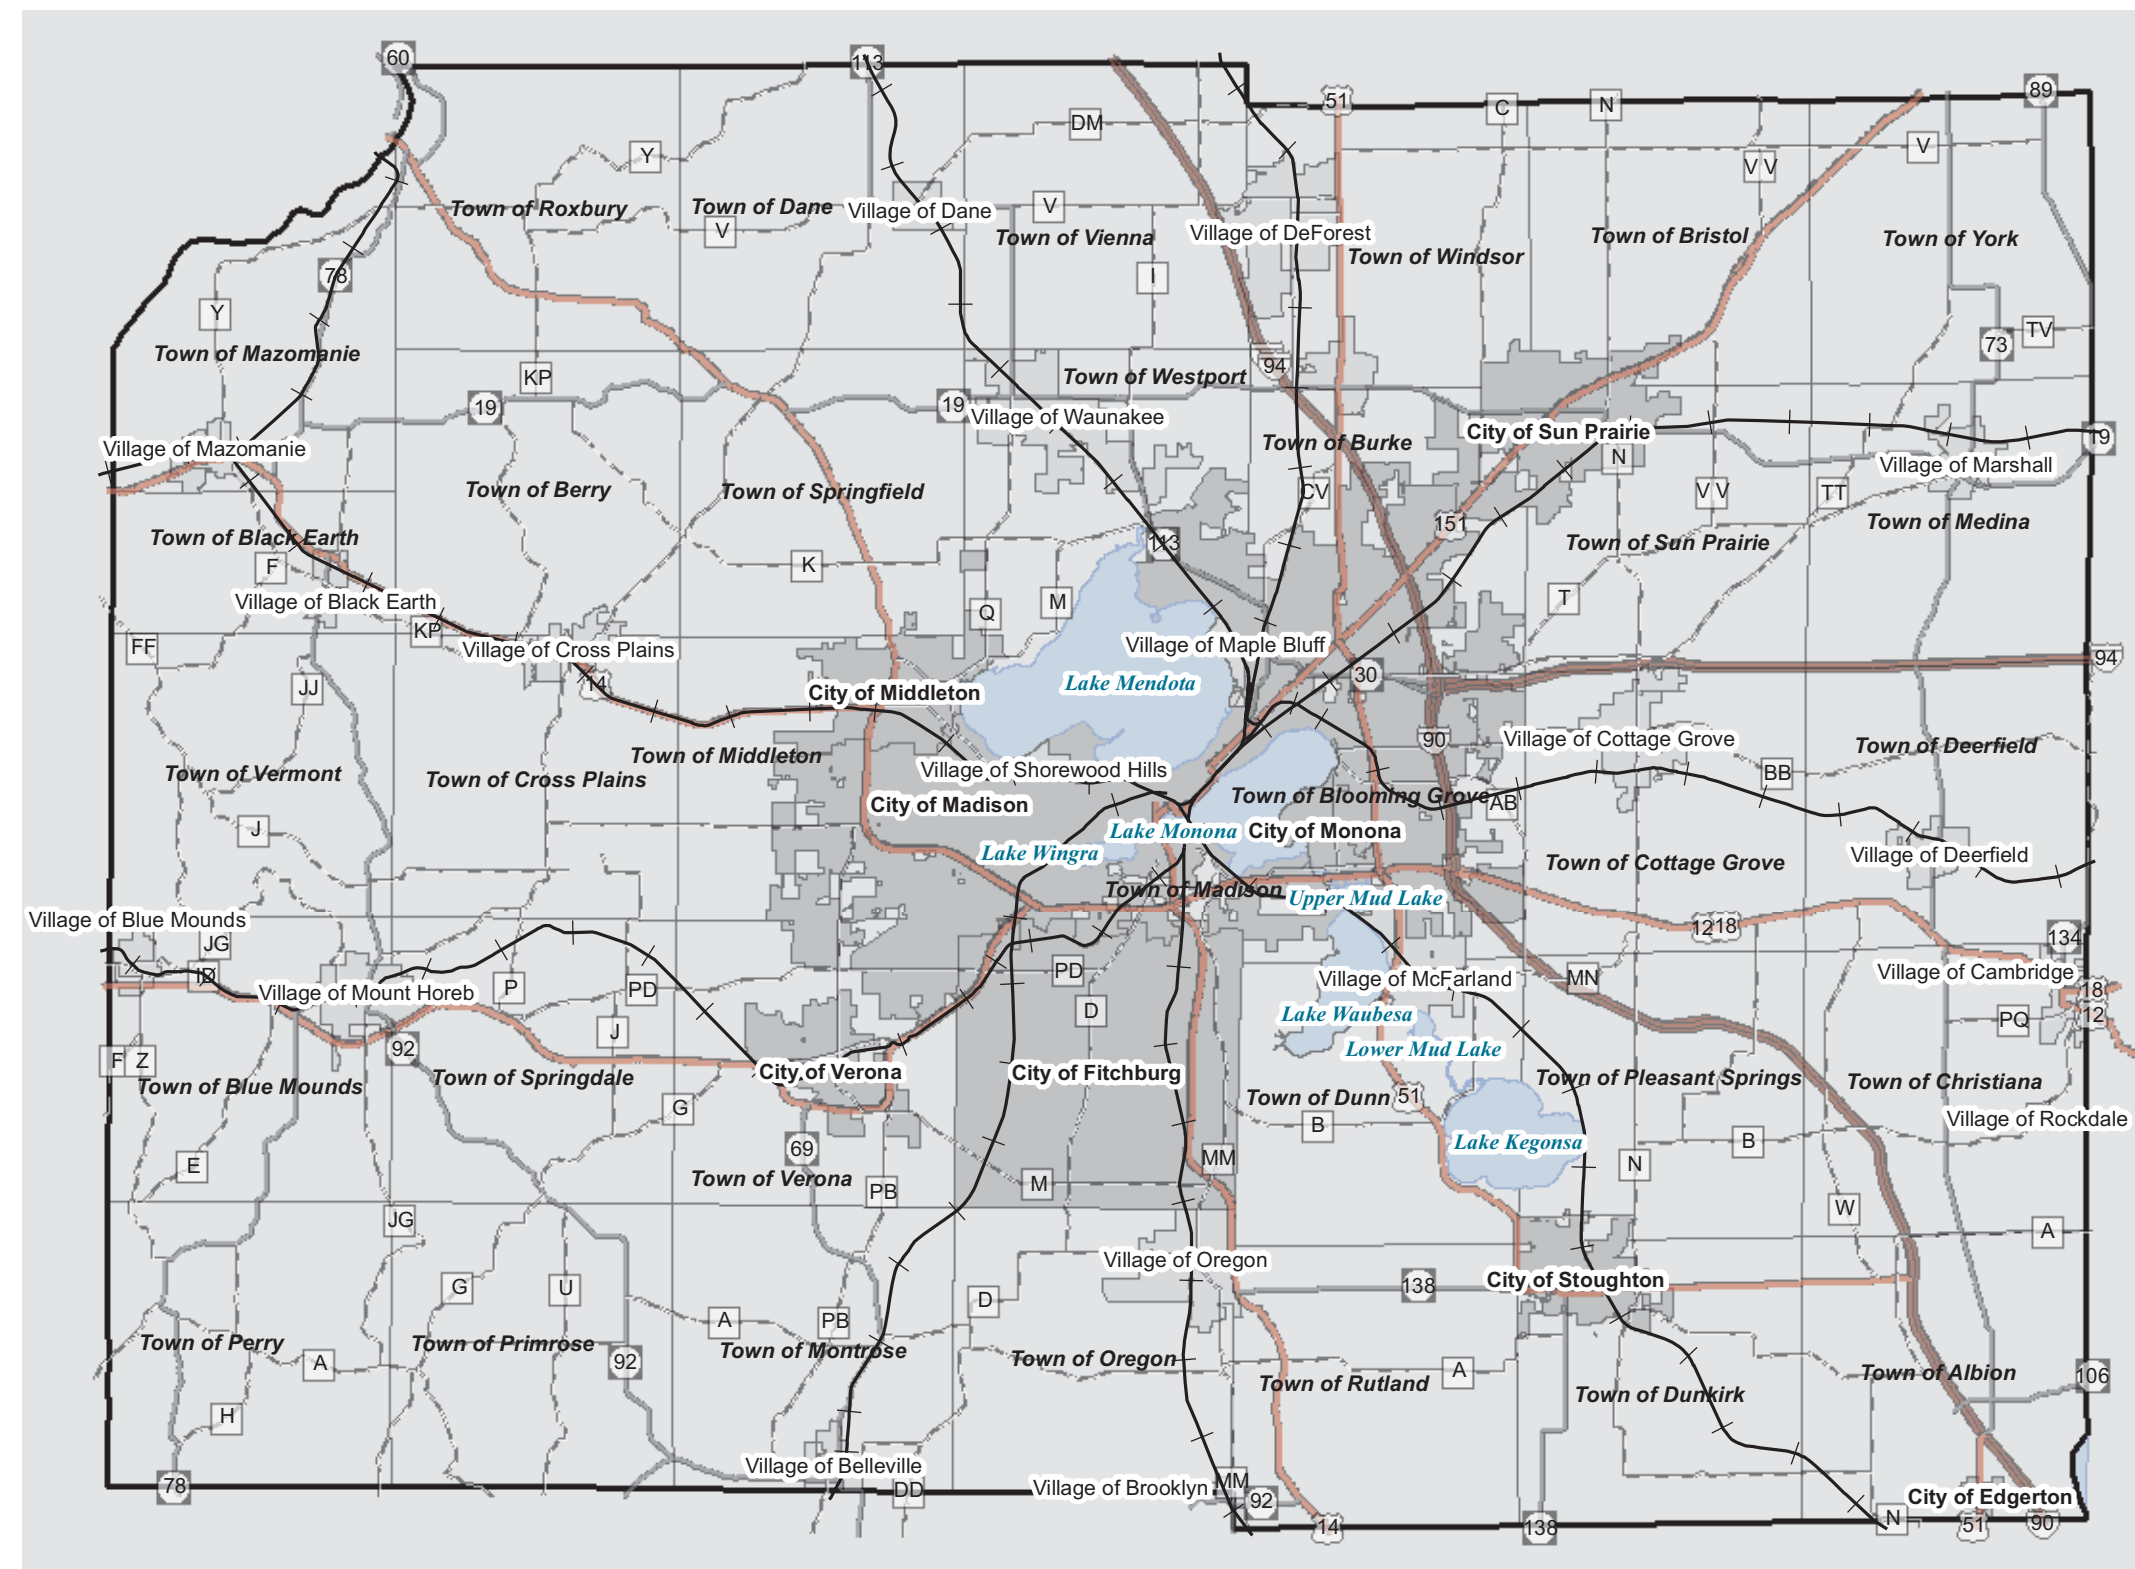 60
113
51
C
N
89
DM
Y
V
V V
Town of Roxbury
Town of Dane
Village of Dane
V
V
Town of Vienna
Village of DeForest
Town of Windsor
Town of Bristol
Town of York
78
I
Y
Town of Mazomanie
TV
73
94
KP
Town of Westport
19
19
Village of Waunakee
Town of Burke
City of Sun Prairie
19
Village of Mazomanie
N
Village of Marshall
Town of Berry
Town of Springfield
CV
V V
TT
151
Town of Medina
Town of Black Earth
113
Town of Sun Prairie
F
K
Village of Black Earth
Q
M
T
KP
FF
Village of Cross Plains
Village of Maple Bluff
94
JJ
14
City of Middleton
Lake Mendota
30
90
Village of Cottage Grove
Town of Deerfield
Town of Middleton
Town of Vermont
Town of Cross Plains
Village of Shorewood Hills
BB
City of Madison
Town of Blooming Grove
AB
J
Lake Monona
City of Monona
Lake Wingra
Town of Cottage Grove
Village of Deerfield
Town of Madison
Upper Mud Lake
Village of Blue Mounds
12
18
134
JG
ID
PD
Village of McFarland
MN
Village of Cambridge
Village of Mount Horeb
P
PD
18
D
Lake Waubesa
12
PQ
J
92
Lower Mud Lake
F
Z
Town of Blue Mounds
Town of Springdale
City of Verona
City of Fitchburg
Town of Pleasant Springs
Town of Christiana
Town of Dunn
51
G
B
Village of Rockdale
69
Lake Kegonsa
B
E
MM
N
Town of Verona
PB
M
JG
W
A
Village of Oregon
G
U
138
City of Stoughton
D
A
PB
Town of Perry
Town of Primrose
Town of Montrose
Town of Oregon
A
92
A
Town of Rutland
Town of Albion
106
Town of Dunkirk
H
Village of Belleville
78
DD
Village of Brooklyn
MM
92
City of Edgerton
14
138
N
51
90